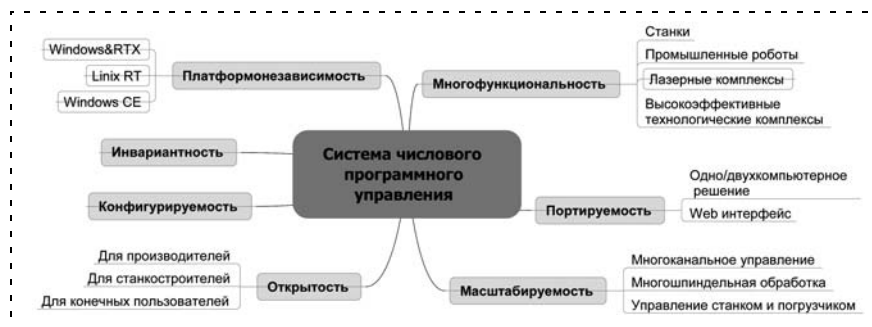 Windows&RTX
Linix RT
Windows CE
Платформонезависимость
Инвариантность
Конфигурируемость
Для производителей
Для станкостроителей
Для конечных пользователей
Открытость
Система числового
программного
управления
Многофункциональность
Станки
Промышленные роботы
Лазерные комплексы
Высокоэффективные
технологические комплексы
Портируемость
Одно/двухкомпьютерное
решение
Web интерфейс
Масштабируемость
Многоканальное управление
Многошпиндельная обработка
Управление станком и погрузчиком